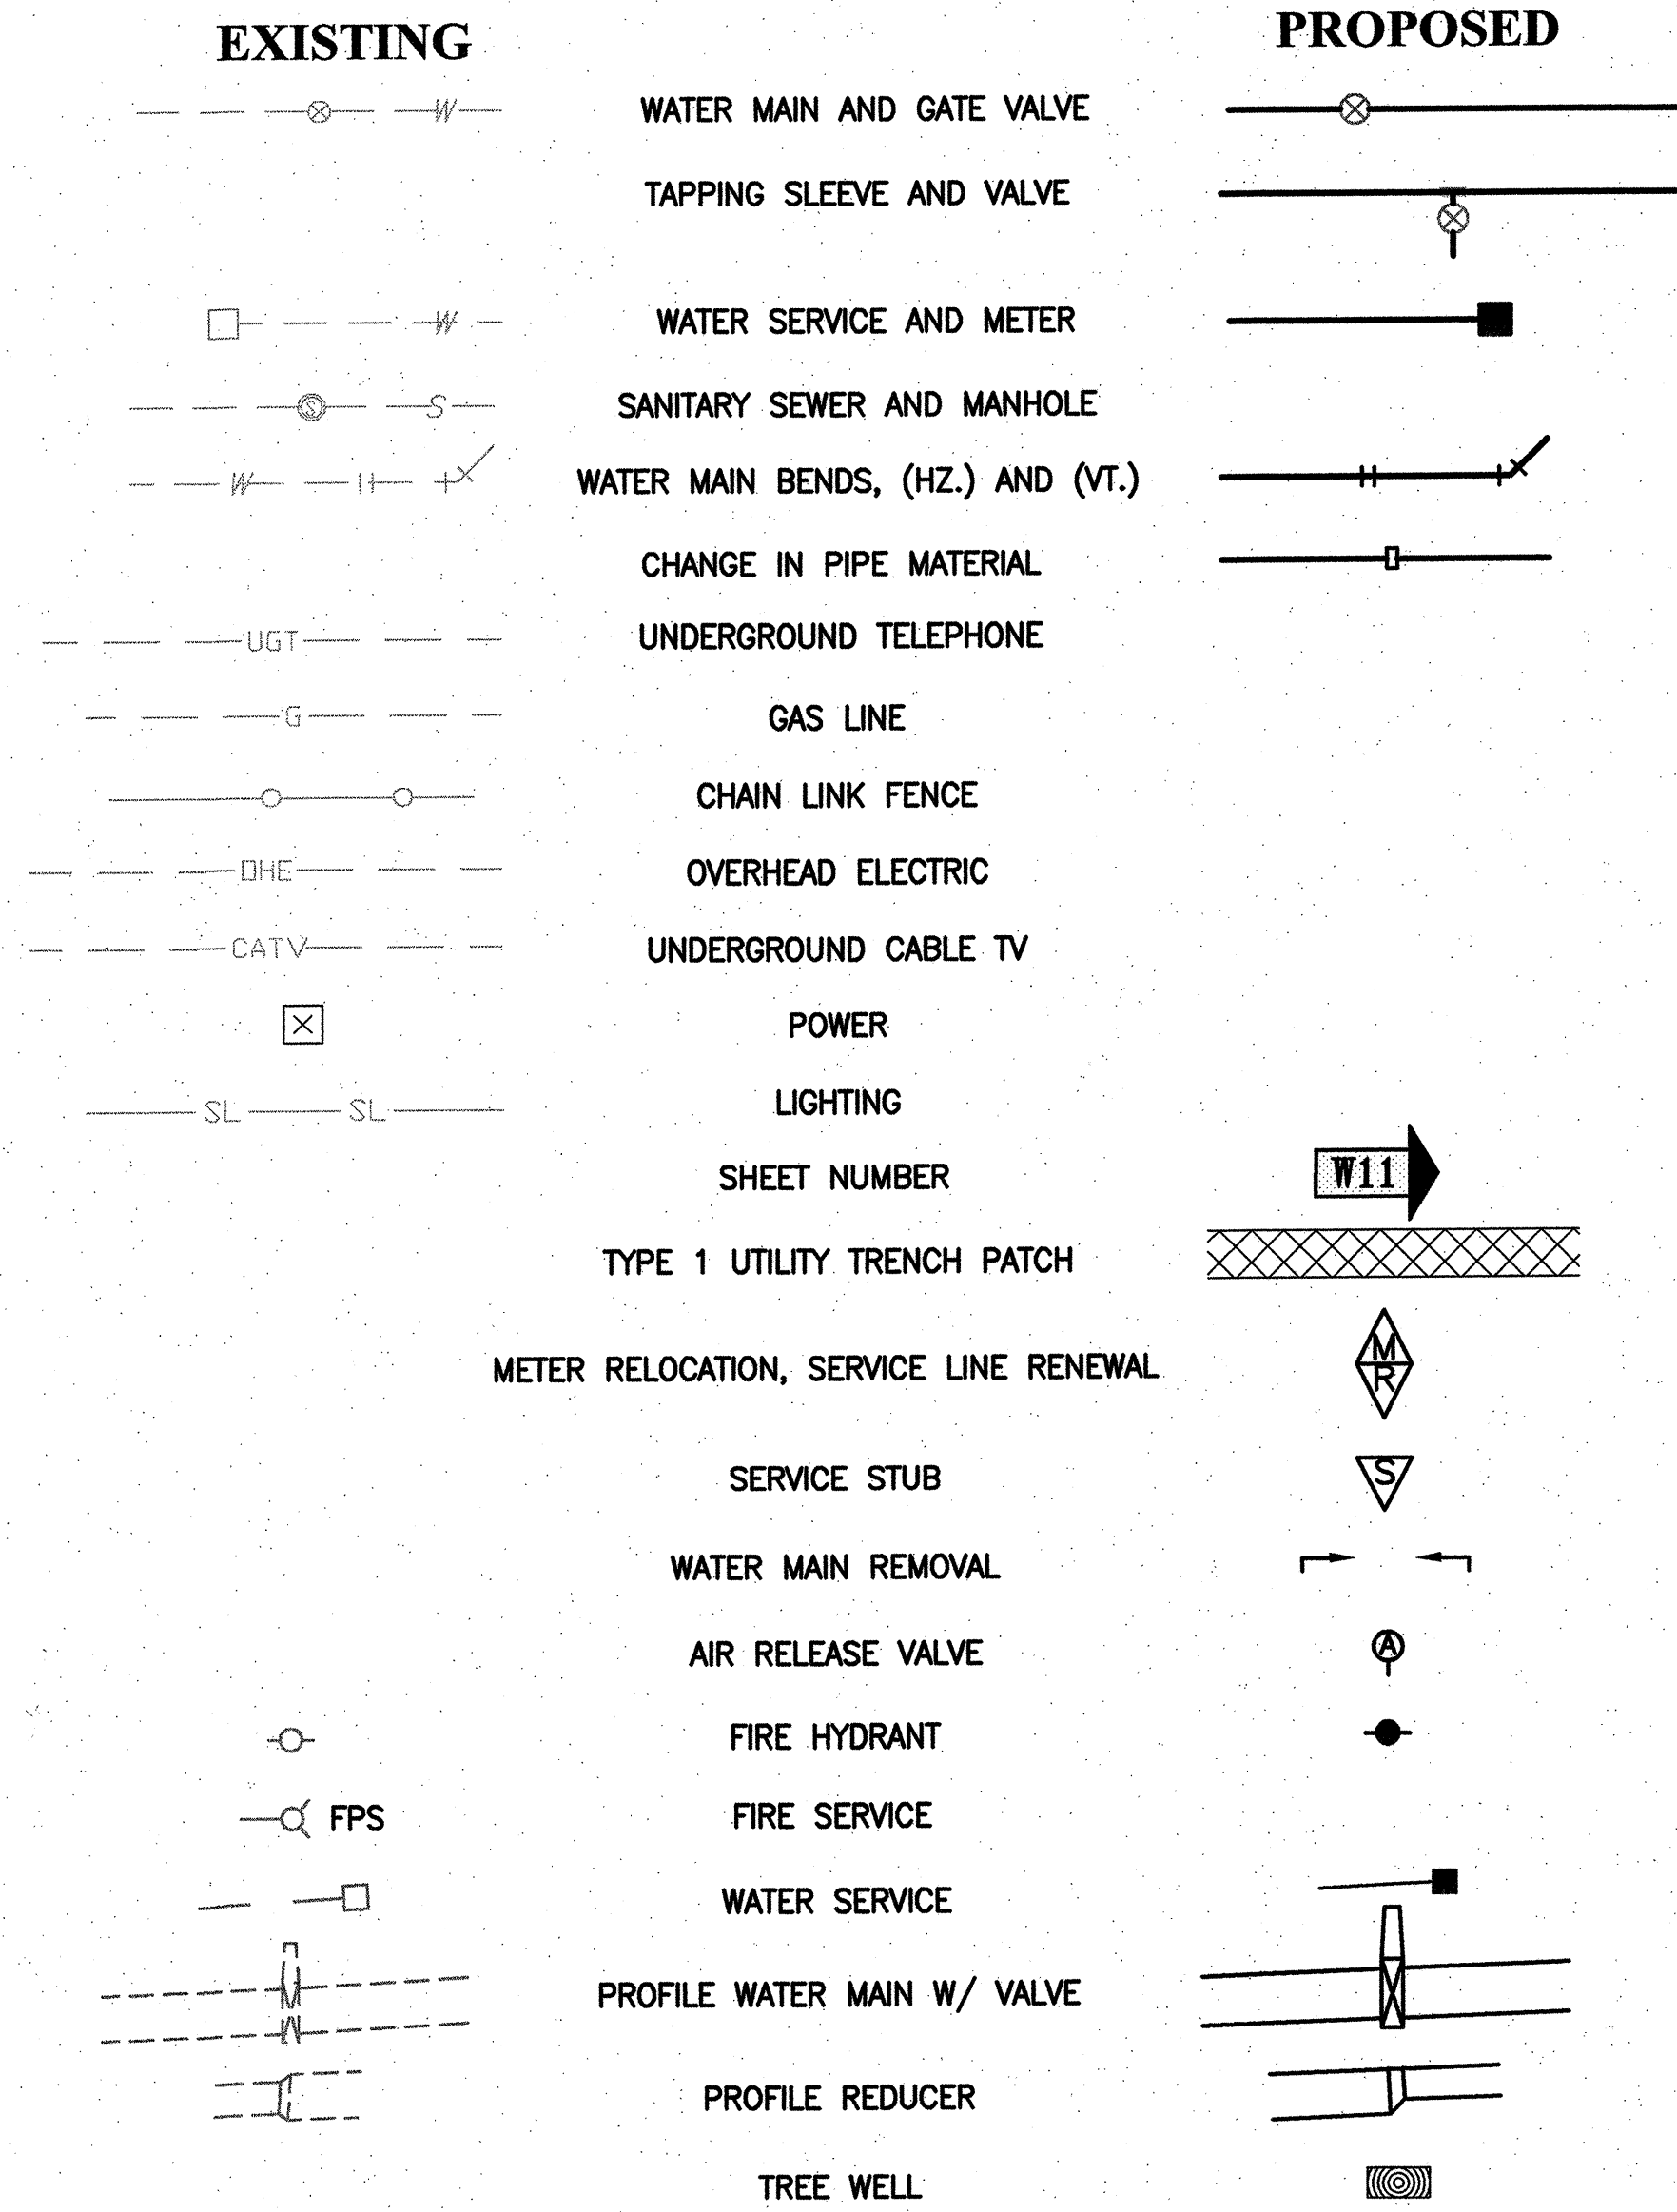 EXISTING PROPOSED
W WATER MAIN AND GATE VALVE
TAPPING SLEEVE AND VALVE
W WATER SERVICE AND METER
S S SANITARY SEWER AND MANHOLE
W WATER MAIN BENDS, (HZ.) AND (VT.)
CHANGE IN PIPE MATERIAL
UGT UNDERGROUND TELEPHONE
G GAS LINE
CHAIN LINK FENCE
OHE OVERHEAD ELECTRIC
CATV UNDERGROUND CABLE TV
POWER
SL SL LIGHTING
SHEET NUMBER W11
TYPE 1 UTILITY TRENCH PATCH
METER RELOCATION, SERVICE LINE RENEWAL M R
SERVICE STUB S
WATER MAIN REMOVAL
AIR RELEASE VALVE A
FIRE HYDRANT
FPS FIRE SERVICE
WATER SERVICE
PROFILE WATER MAIN W/ VALVE
PROFILE REDUCER
TREE WELL